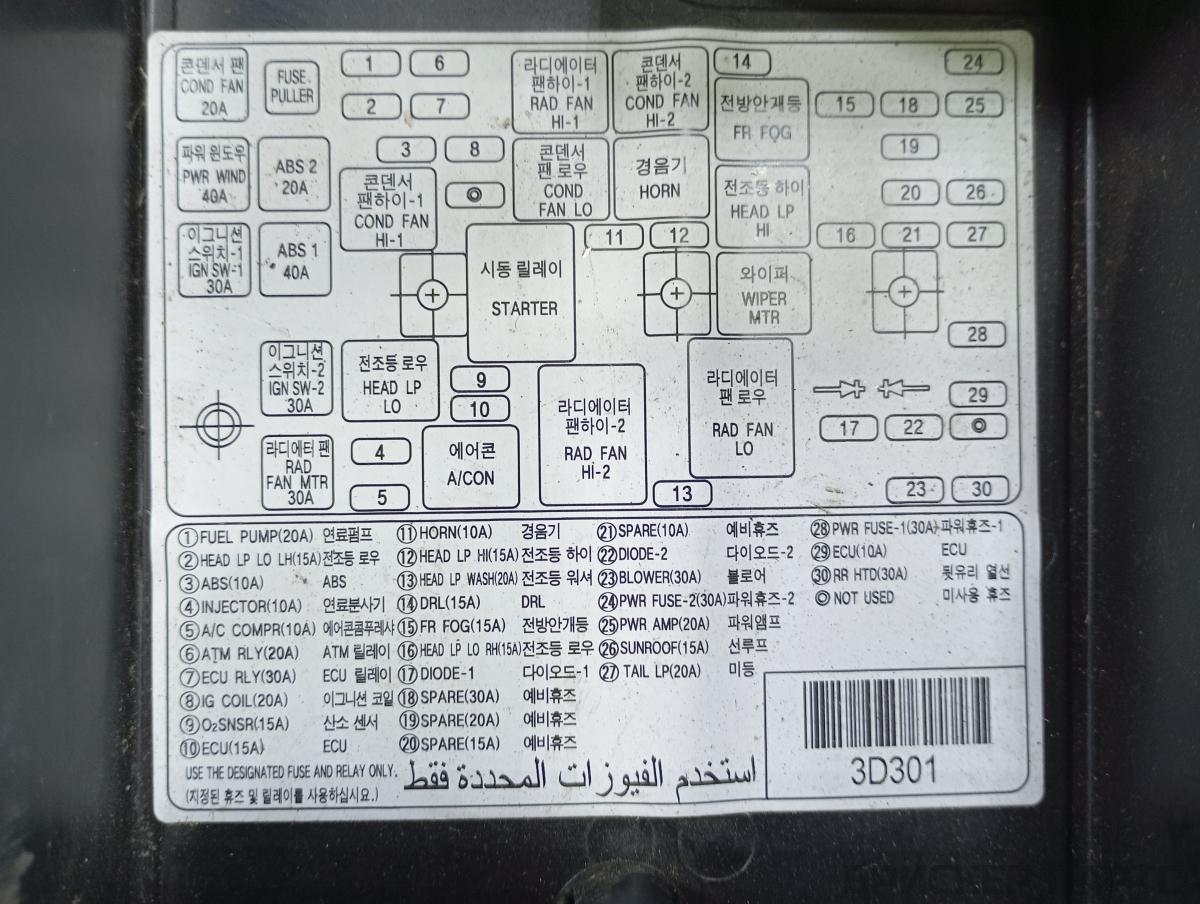 콘덴서 팬
COND FAN
20A
FUSE
PULLER
1
6
2
7
라디에이터
팬하이-1
RAD FAN
HI-1
콘덴서
팬하이-2
COND FAN
HI-2
14
24
전방안개등
FR FOG
15
18
25
파워 윈도우
PWR WIND
40A
ABS 2
20A
3
8
콘덴서
팬 로우
COND
FAN LO
경음기
HORN
19
콘덴서
팬하이-1
COND FAN
HI-1
◎
전조등 하이
HEAD LP
HI
20
26
이그니션
스위치-1
IGN SW-1
30A
ABS 1
40A
시동 릴레이
STARTER
11
12
16
21
27
와이퍼
WIPER
MTR
28
이그니션
스위치-2
IGN SW-2
30A
전조등 로우
HEAD LP
LO
9
10
라디에이터
팬하이-2
RAD FAN
HI-2
라디에이터
팬 로우
RAD FAN
LO
29
17
22
◎
라디에터 팬
RAD
FAN MTR
30A
4
5
에어콘
A/CON
13
23
30
①FUEL PUMP(20A) 연료펌프
②HEAD LP LO LH(15A)전조등 로우
③ABS(10A) ABS
④INJECTOR(10A) 연료분사기
⑤A/C COMPR(10A) 에어콘콤푸레샤
⑥ATM RLY(20A) ATM 릴레이
⑦ECU RLY(30A) ECU 릴레이
⑧IG COIL(20A) 이그니션 코일
⑨O₂SNSR(15A) 산소 센서
⑩ECU(15A) ECU
⑪HORN(10A) 경음기
⑫HEAD LP HI(15A)전조등 하이
⑬HEAD LP WASH(20A)전조등 워셔
⑭DRL(15A) DRL
⑮FR FOG(15A) 전방안개등
⑯HEAD LP LO RH(15A)전조등 로우
⑰DIODE-1 다이오드-1
⑱SPARE(30A) 예비휴즈
⑲SPARE(20A) 예비휴즈
⑳SPARE(15A) 예비휴즈
㉑SPARE(10A) 예비휴즈
㉒DIODE-2 다이오드-2
㉓BLOWER(30A) 블로어
㉔PWR FUSE-2(30A)파워휴즈-2
㉕PWR AMP(20A) 파워앰프
㉖SUNROOF(15A) 선루프
㉗TAIL LP(20A) 미등
㉘PWR FUSE-1(30A)파워휴즈-1
㉙ECU(10A) ECU
㉚RR HTD(30A) 뒷유리 열선
◎NOT USED 미사용 휴즈
USE THE DESIGNATED FUSE AND RELAY ONLY.
(지정된 휴즈 및 릴레이를 사용하십시요.)
استخدم الفيوزات المحددة فقط
3D301